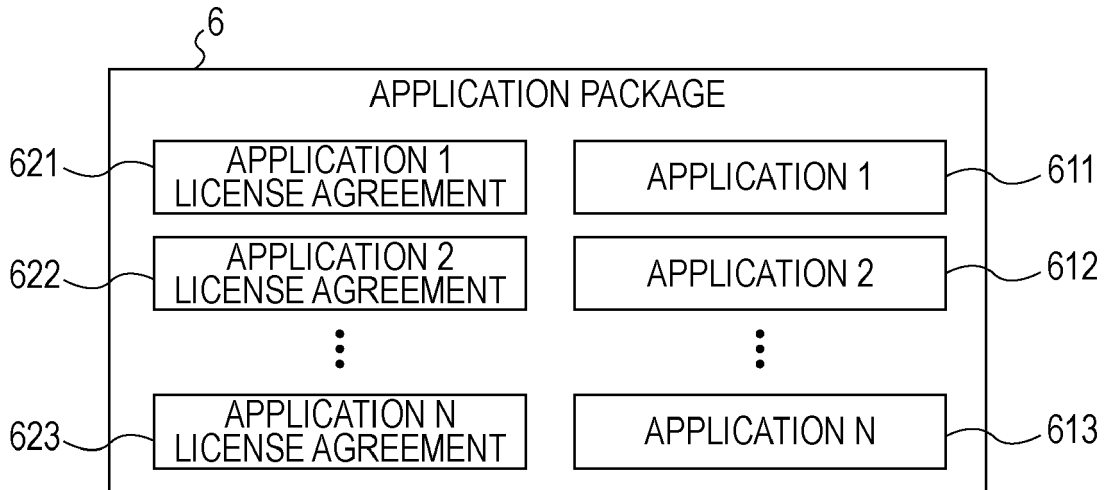 6
APPLICATION PACKAGE
621
APPLICATION 1
LICENSE AGREEMENT
APPLICATION 1
611
622
APPLICATION 2
LICENSE AGREEMENT
APPLICATION 2
612
623
APPLICATION N
LICENSE AGREEMENT
APPLICATION N
613